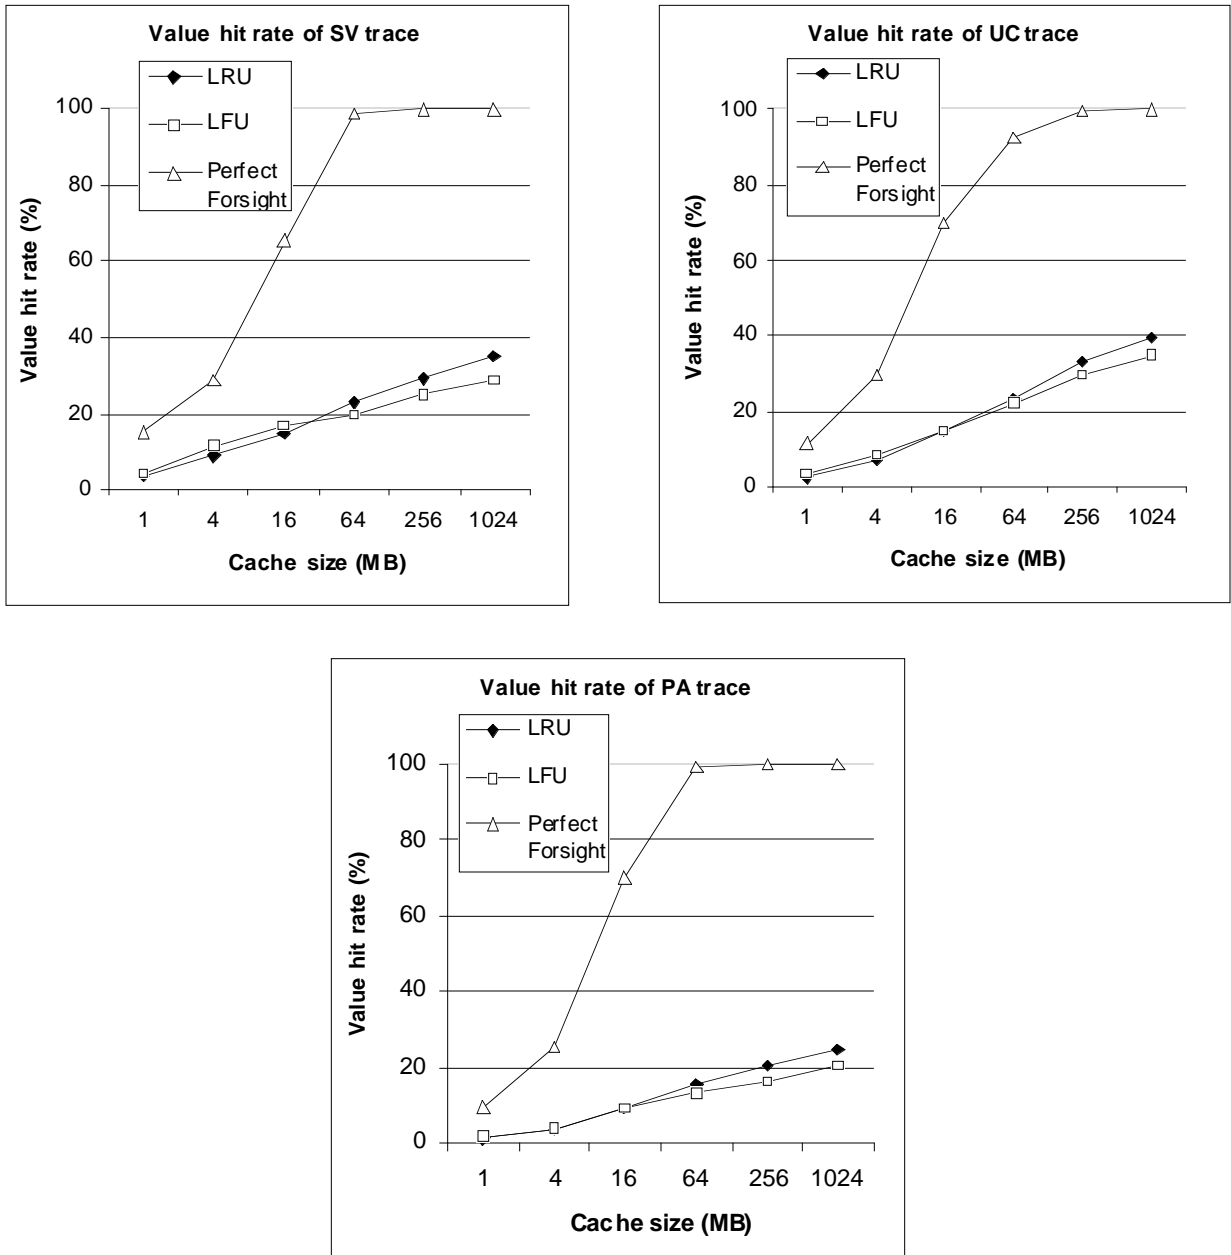 Value hit rate of SV trace
LRU
LFU
Perfect
Forsight
100
80
60
40
20
0
Value hit rate (%)
1 4 16 64 256 1024
Cache size (MB)
Value hit rate of UC trace
LRU
LFU
Perfect
Forsight
100
80
60
40
20
0
Value hit rate (%)
1 4 16 64 256 1024
Cache size (MB)
Value hit rate of PA trace
LRU
LFU
Perfect
Forsight
100
80
60
40
20
0
Value hit rate (%)
1 4 16 64 256 1024
Cache size (MB)